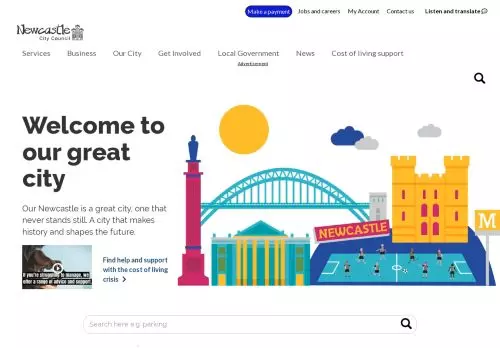 Make a payment Jobs and careers My Account Contact us Listen and translate
Newcastle
City Council
Services Business Our City Get Involved Local Government News Cost of living support
Advertisement
Welcome to
our great
city
Our Newcastle is a great city, one that
never stands still. A city that makes
history and shapes the future.
NEWCASTLE
M
If you're struggling to manage, we
offer a range of advice and support.
Find help and support
with the cost of living
crisis
Search here e.g. parking